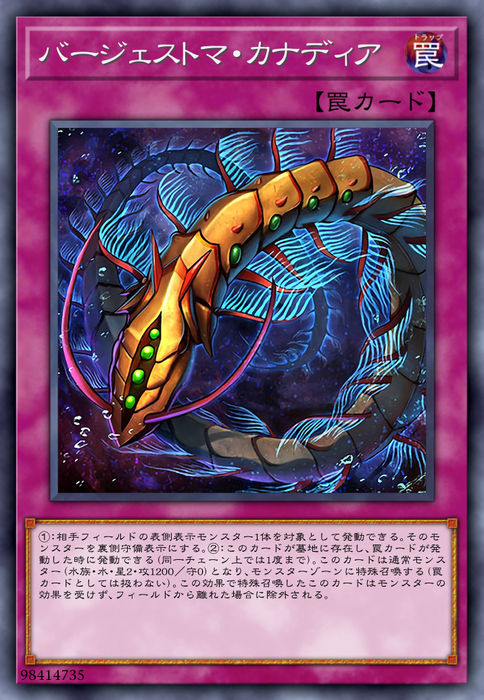 バージェストマ・カナディア
トラップ
罠
【罠カード】
①:相手フィールドの表側表示モンスター1体を対象として発動できる。そのモ
ンスターを裏側守備表示にする。②:このカードが墓地に存在し、罠カードが発
動した時に発動できる(同一チェーン上では1度まで)。このカードは通常モンス
ター(水族・水・星2・攻1200/守0)となり、モンスターゾーンに特殊召喚する(罠
カードとしては扱わない)。この効果で特殊召喚したこのカードはモンスターの
効果を受けず、フィールドから離れた場合に除外される。
98414735